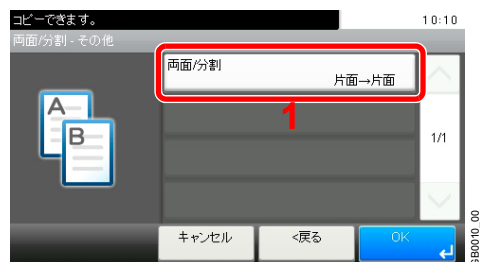 コピーできます。 10:10
両面/分割 - その他
両面/分割
片面→片面
A
B
1
1/1
キャンセル <戻る OK
GB0010_00